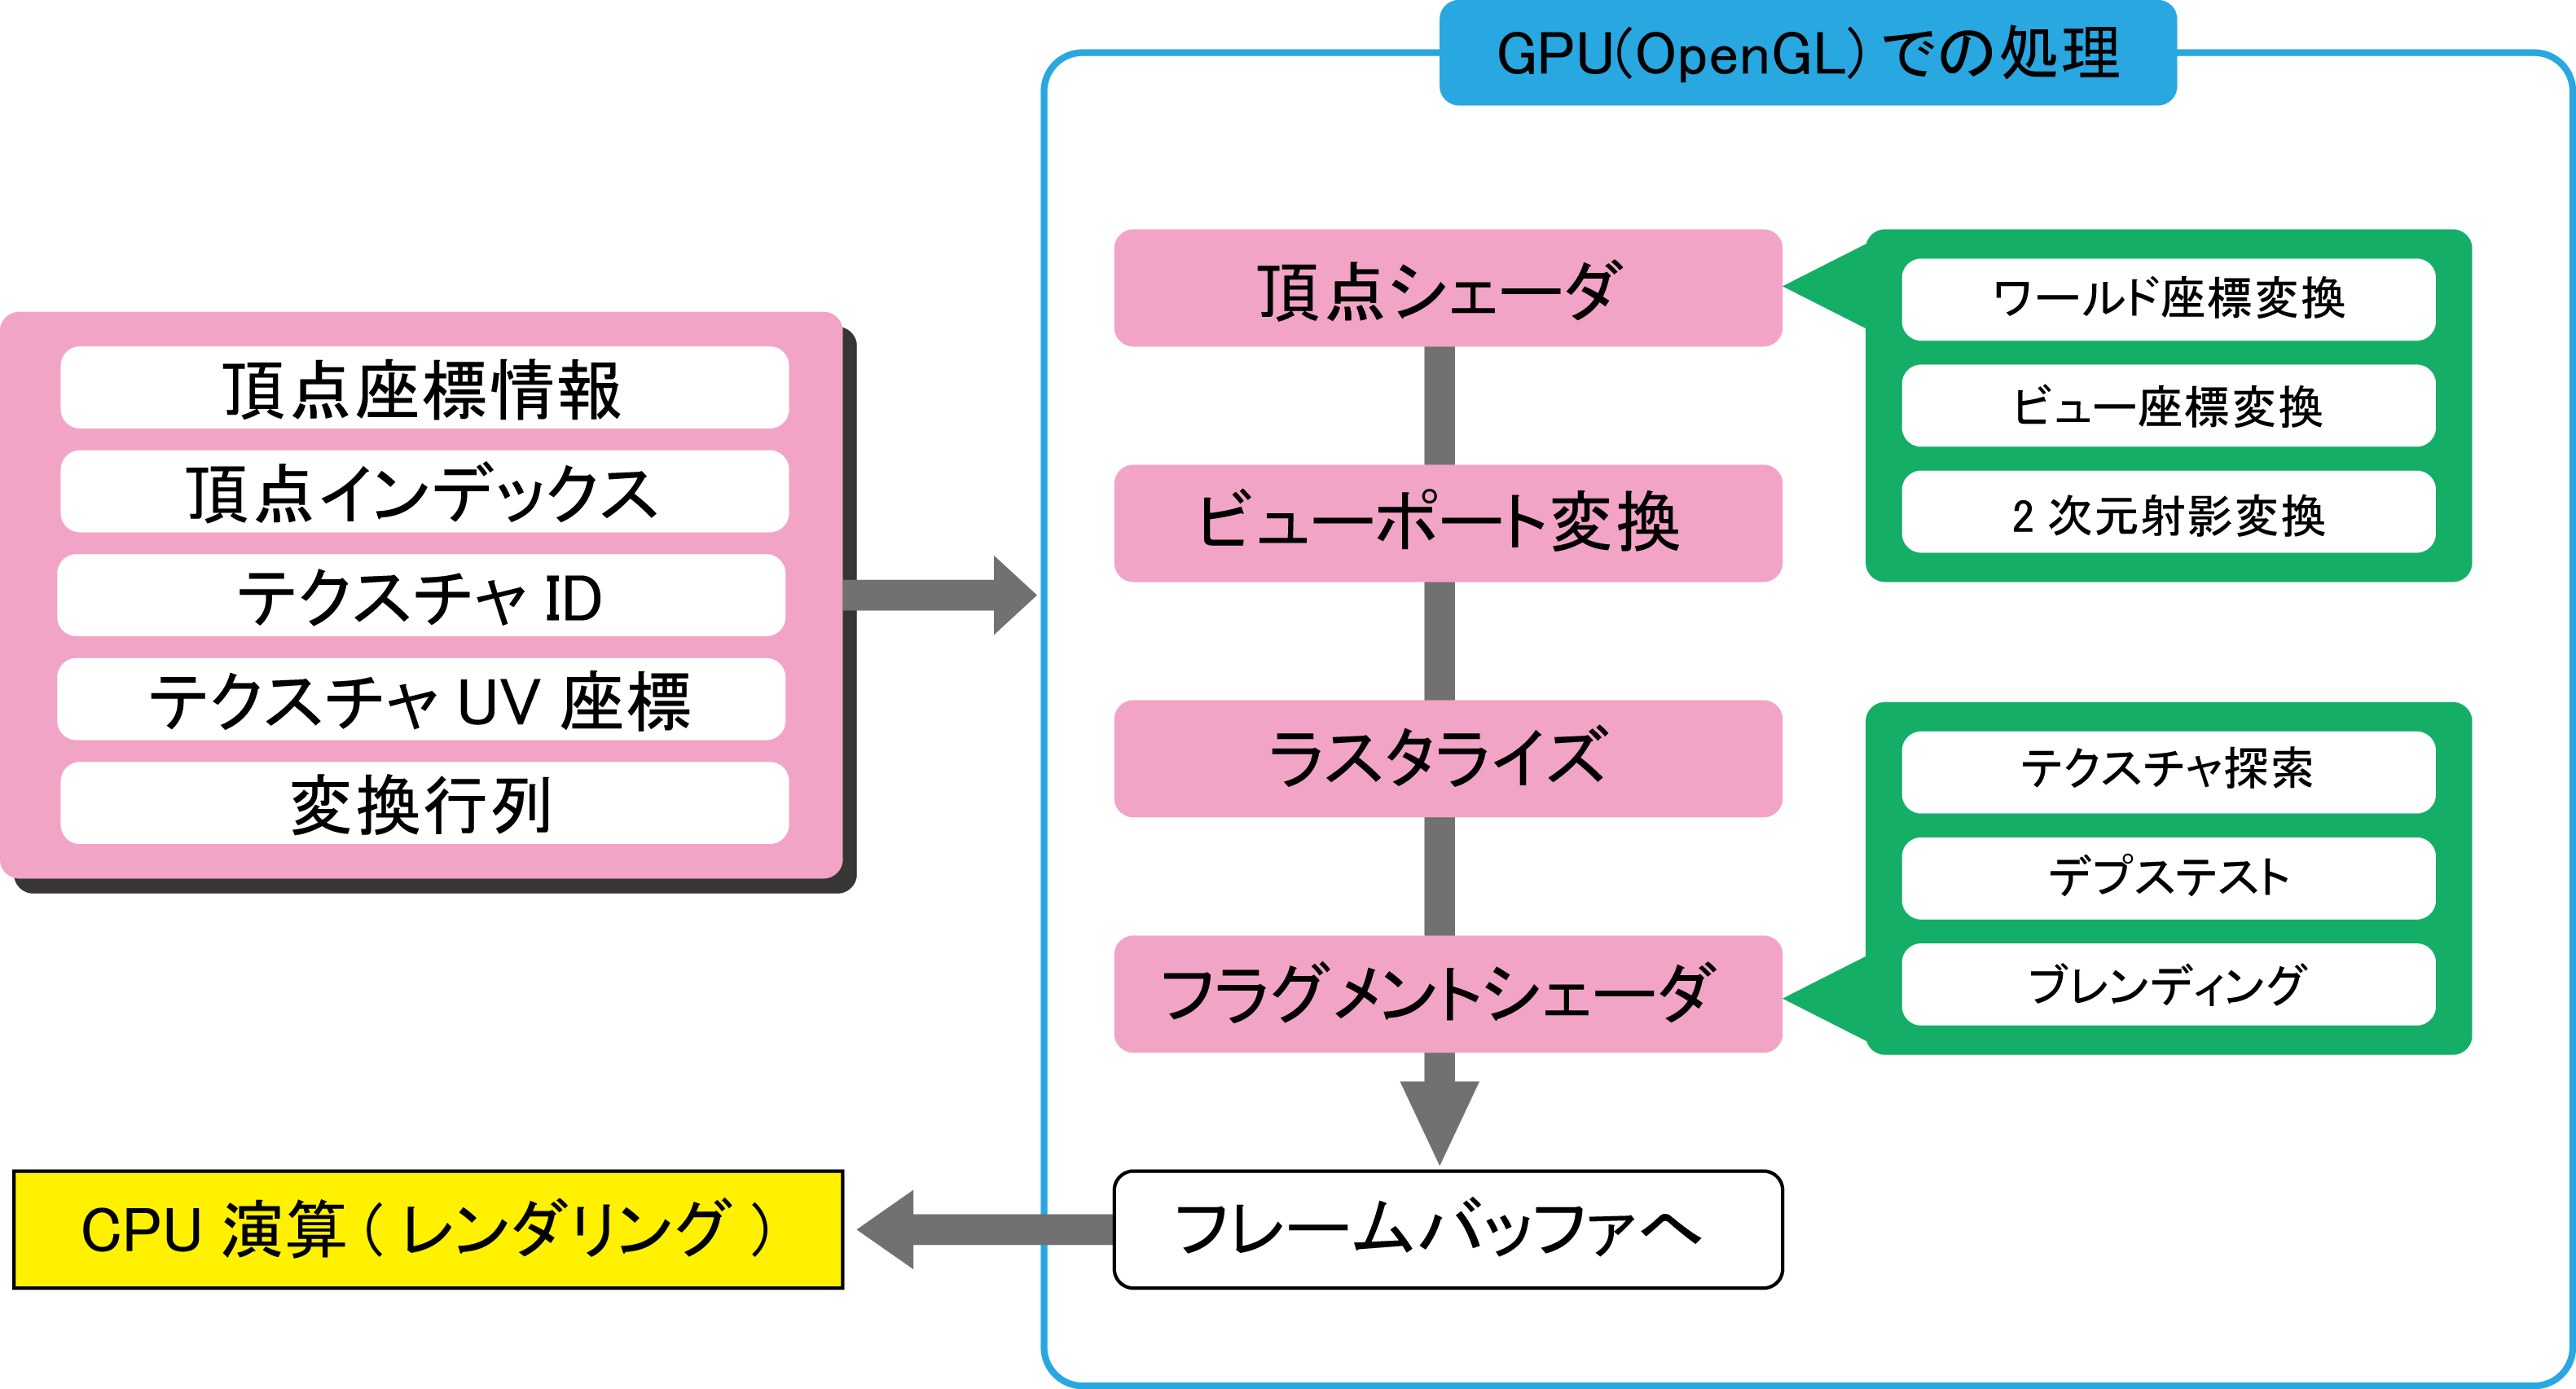 GPU(OpenGL) での処理
頂点座標情報
頂点インデックス
テクスチャ ID
テクスチャ UV 座標
変換行列
頂点シェーダ
ワールド座標変換
ビュー座標変換
2 次元射影変換
ビューポート変換
ラスタライズ
フラグメントシェーダ
テクスチャ探索
デプステスト
ブレンディング
フレームバッファへ
CPU 演算 ( レンダリング )